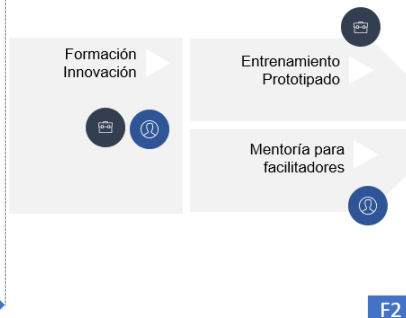 Formación
Innovación
Entrenamiento
Prototipado
Mentoría para
facilitadores
F2